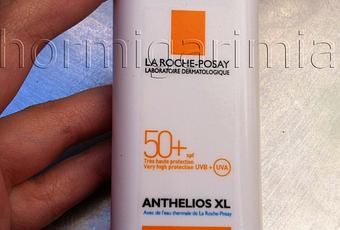 hormigarimia
LA ROCHE-POSAY
LABORATOIRE DERMATOLOGIQUE
50+ spf
Très haute protection
Very high protection UVB + UVA
ANTHELIOS XL
Avec de l'eau thermale de La Roche-Posay